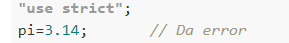 "use strict";
pi=3.14;        // Da error